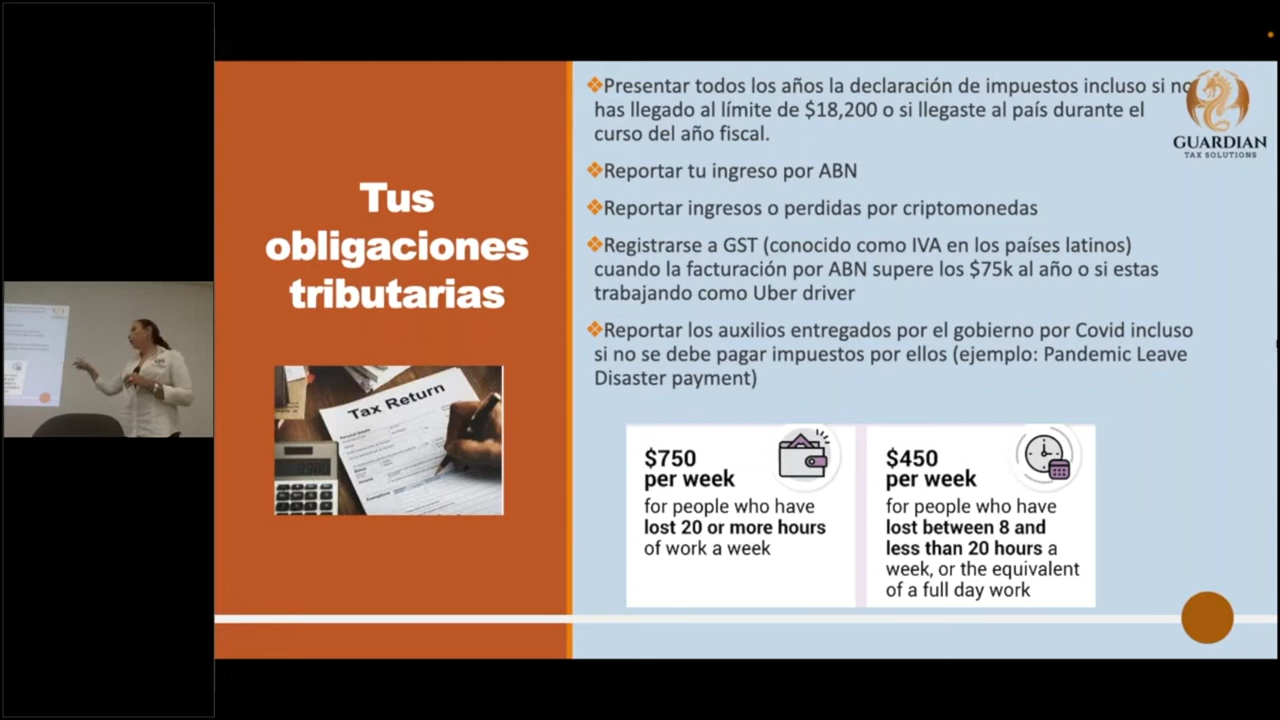 Tus
obligaciones
tributarias
Tax Return
❖Presentar todos los años la declaración de impuestos incluso si no
has llegado al límite de $18,200 o si llegaste al país durante el
curso del año fiscal.
❖Reportar tu ingreso por ABN
❖Reportar ingresos o perdidas por criptomonedas
❖Registrarse a GST (conocido como IVA en los países latinos)
cuando la facturación por ABN supere los $75k al año o si estas
trabajando como Uber driver
❖Reportar los auxilios entregados por el gobierno por Covid incluso
si no se debe pagar impuestos por ellos (ejemplo: Pandemic Leave
Disaster payment)
GUARDIAN
TAX SOLUTIONS
$750
per week
for people who have
lost 20 or more hours
of work a week
$450
per week
for people who have
lost between 8 and
less than 20 hours a
week, or the equivalent
of a full day work